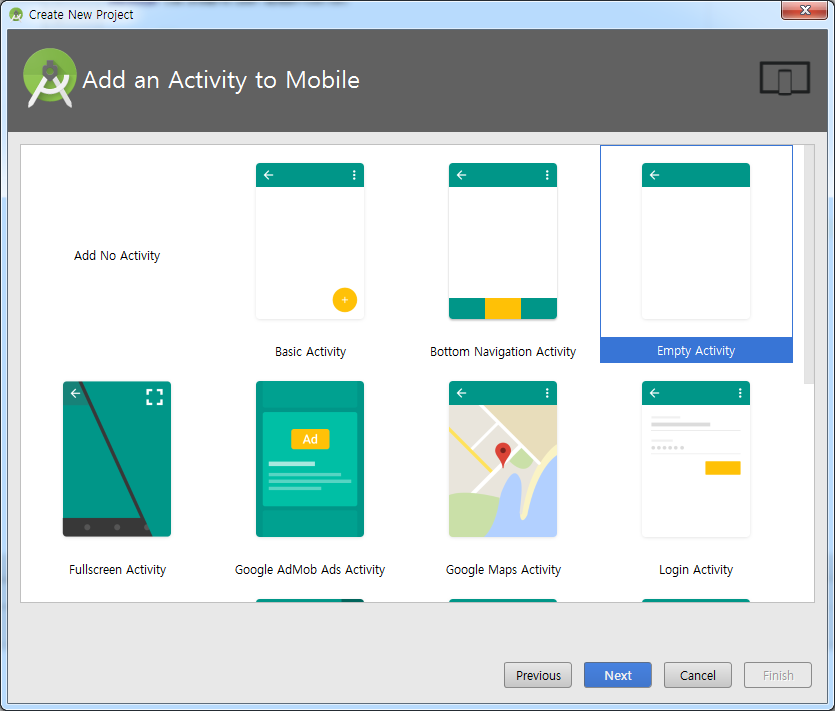 Create New Project
Add an Activity to Mobile
Add No Activity
Basic Activity
Bottom Navigation Activity
Empty Activity
Ad
Fullscreen Activity
Google AdMob Ads Activity
Google Maps Activity
Login Activity
Previous
Next
Cancel
Finish